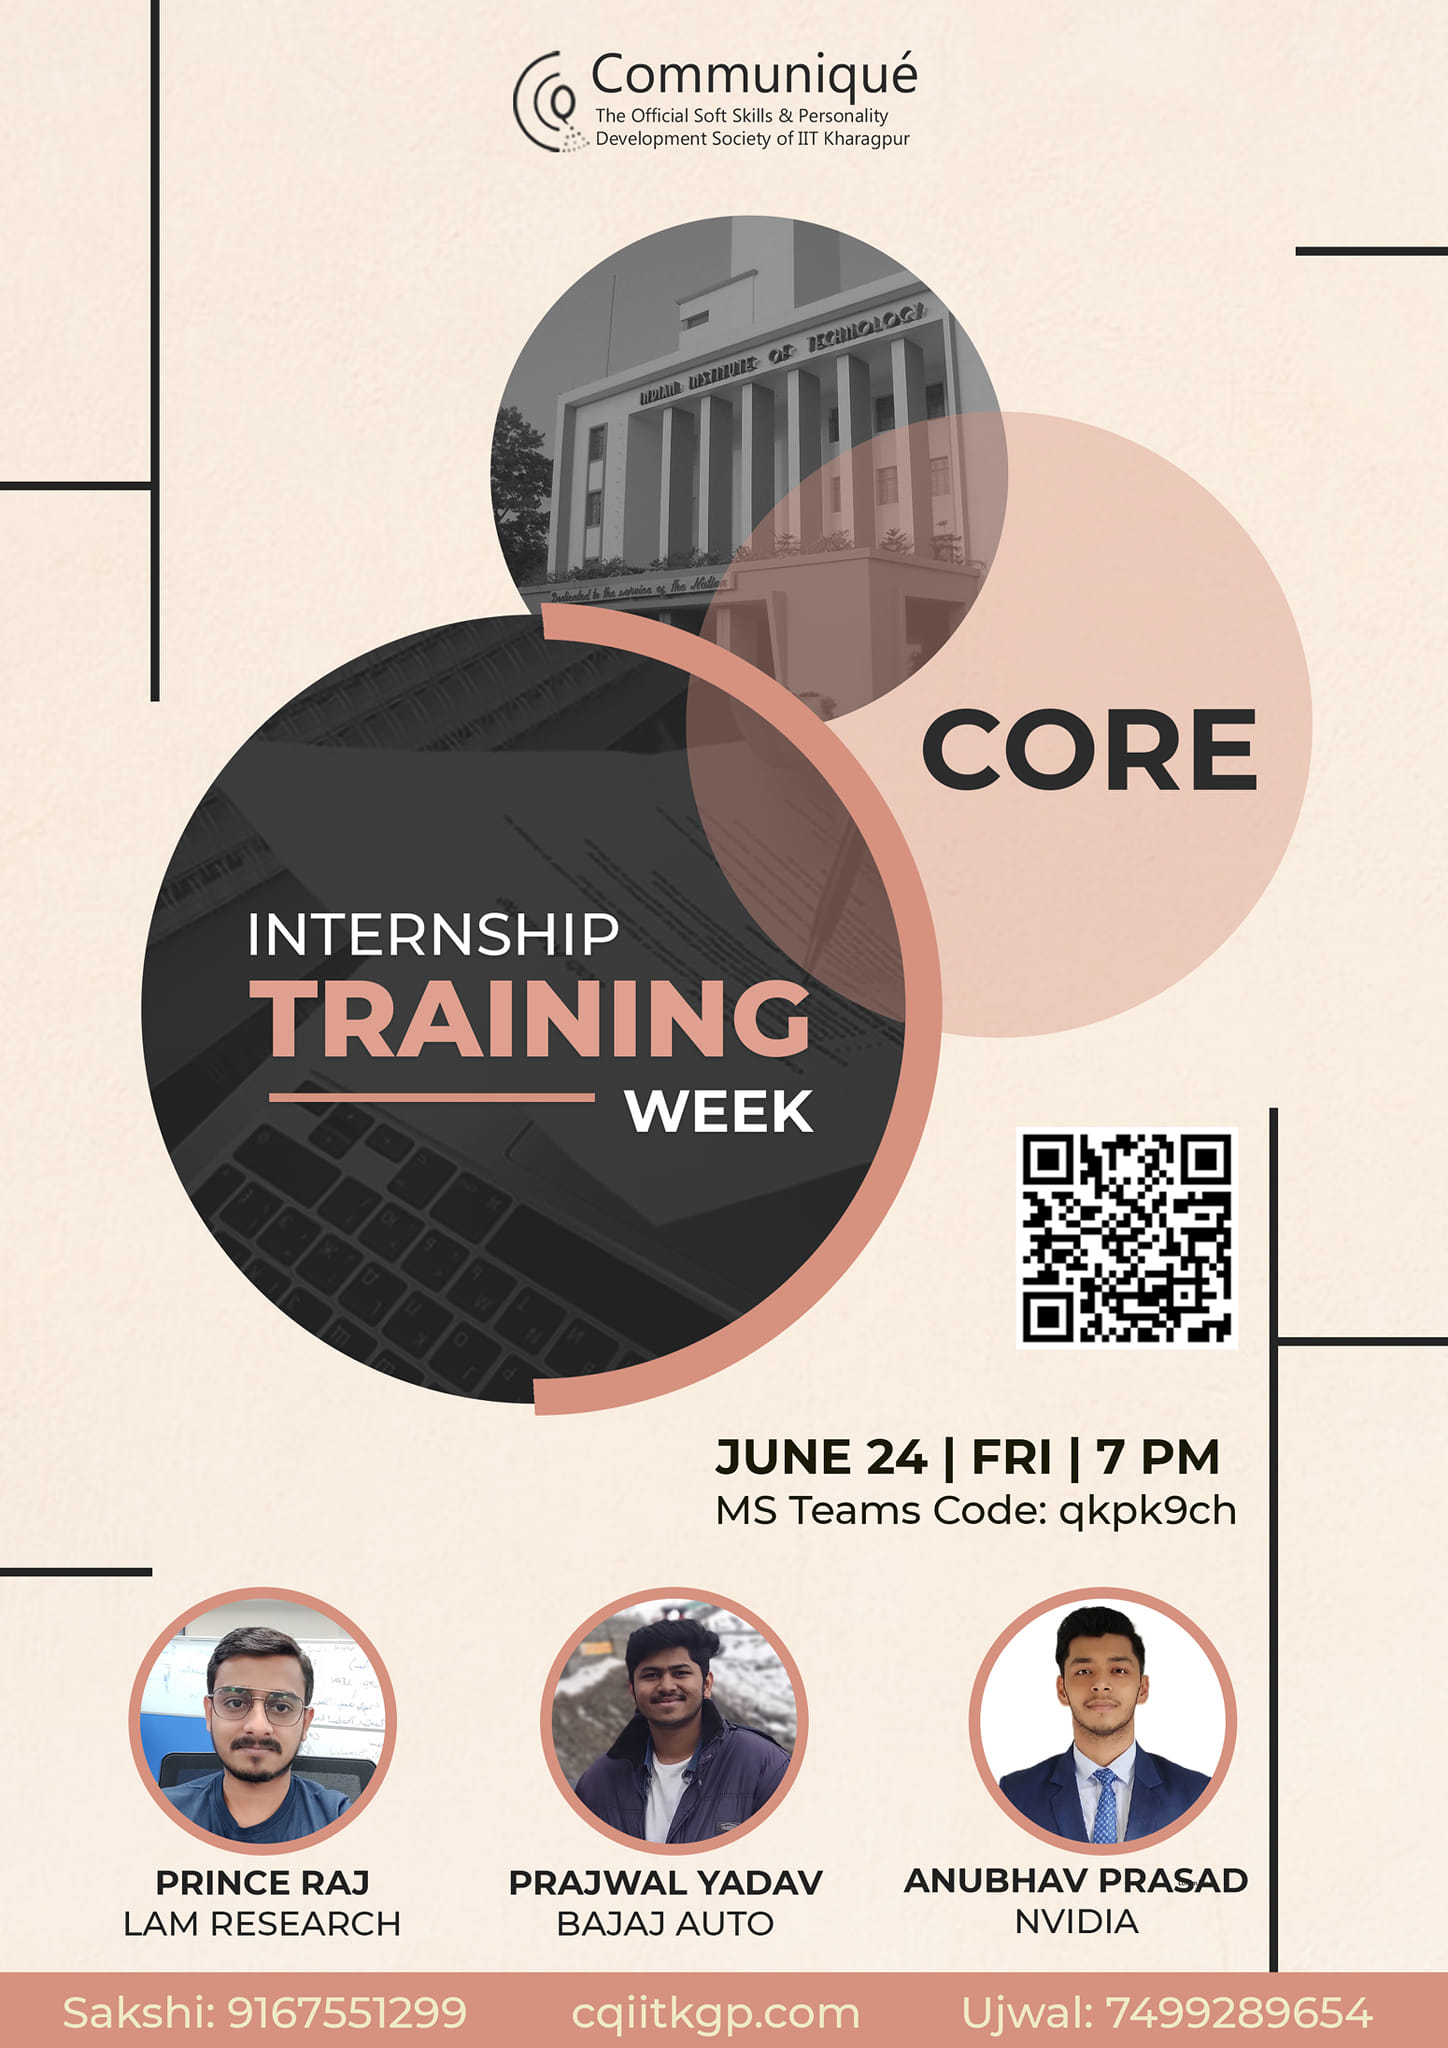 Communiqué
The Official Soft Skills & Personality
Development Society of IIT Kharagpur
INDIAN INSTITUTE OF TECHNOLOGY
Dedicated to the service of the Nation
CORE
INTERNSHIP
TRAINING
WEEK
JUNE 24 | FRI | 7 PM
MS Teams Code: qkpk9ch
PRINCE RAJ
LAM RESEARCH
PRAJWAL YADAV
BAJAJ AUTO
ANUBHAV PRASAD
NVIDIA
Sakshi: 9167551299
cqiitkgp.com
Ujwal: 7499289654